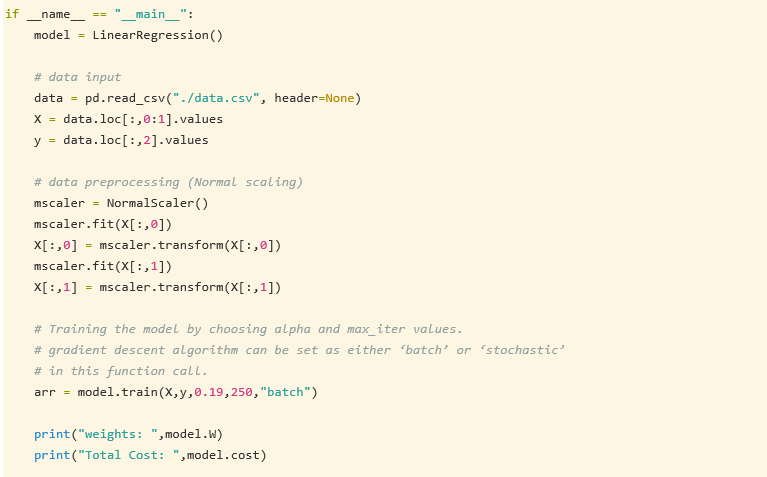 if __name__ == "__main__":
    model = LinearRegression()

    # data input
    data = pd.read_csv("./data.csv", header=None)
    X = data.loc[:,0:1].values
    y = data.loc[:,2].values

    # data preprocessing (Normal scaling)
    mscaler = NormalScaler()
    mscaler.fit(X[:,0])
    X[:,0] = mscaler.transform(X[:,0])
    mscaler.fit(X[:,1])
    X[:,1] = mscaler.transform(X[:,1])

    # Training the model by choosing alpha and max_iter values.
    # gradient descent algorithm can be set as either ‘batch’ or ‘stochastic’
    # in this function call.
    arr = model.train(X,y,0.19,250,"batch")

    print("weights: ",model.W)
    print("Total Cost: ",model.cost)